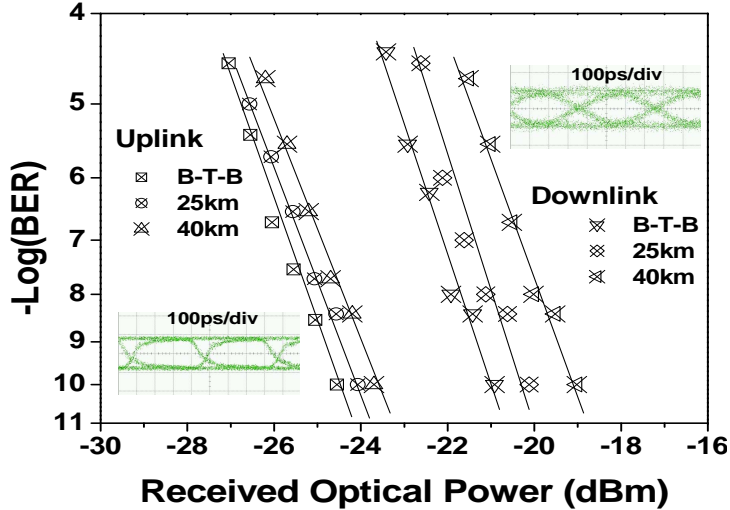 4
5
6
7
8
9
10
11
-Log(BER)
100ps/div
Uplink
B-T-B
25km
40km
Downlink
B-T-B
25km
40km
100ps/div
-30 -28 -26 -24 -22 -20 -18 -16
Received Optical Power (dBm)